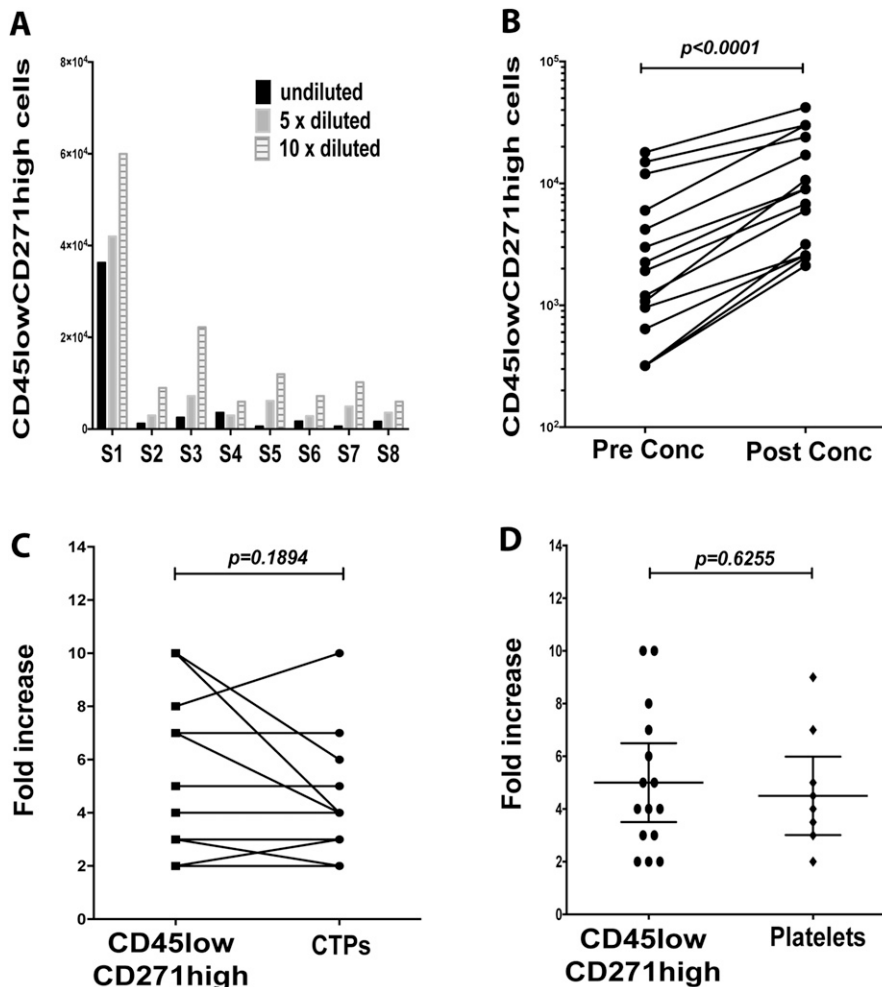 A
CD45lowCD271high cells
8×10⁴
6×10⁴
4×10⁴
2×10⁴
0
undiluted
5 x diluted
10 x diluted
S1 S2 S3 S4 S5 S6 S7 S8
B
p<0.0001
CD45lowCD271high cells
10⁵
10⁴
10³
10²
Pre Conc Post Conc
C
p=0.1894
Fold increase
14
12
10
8
6
4
2
0
CD45low
CD271high
CTPs
D
p=0.6255
Fold increase
14
12
10
8
6
4
2
0
CD45low
CD271high
Platelets